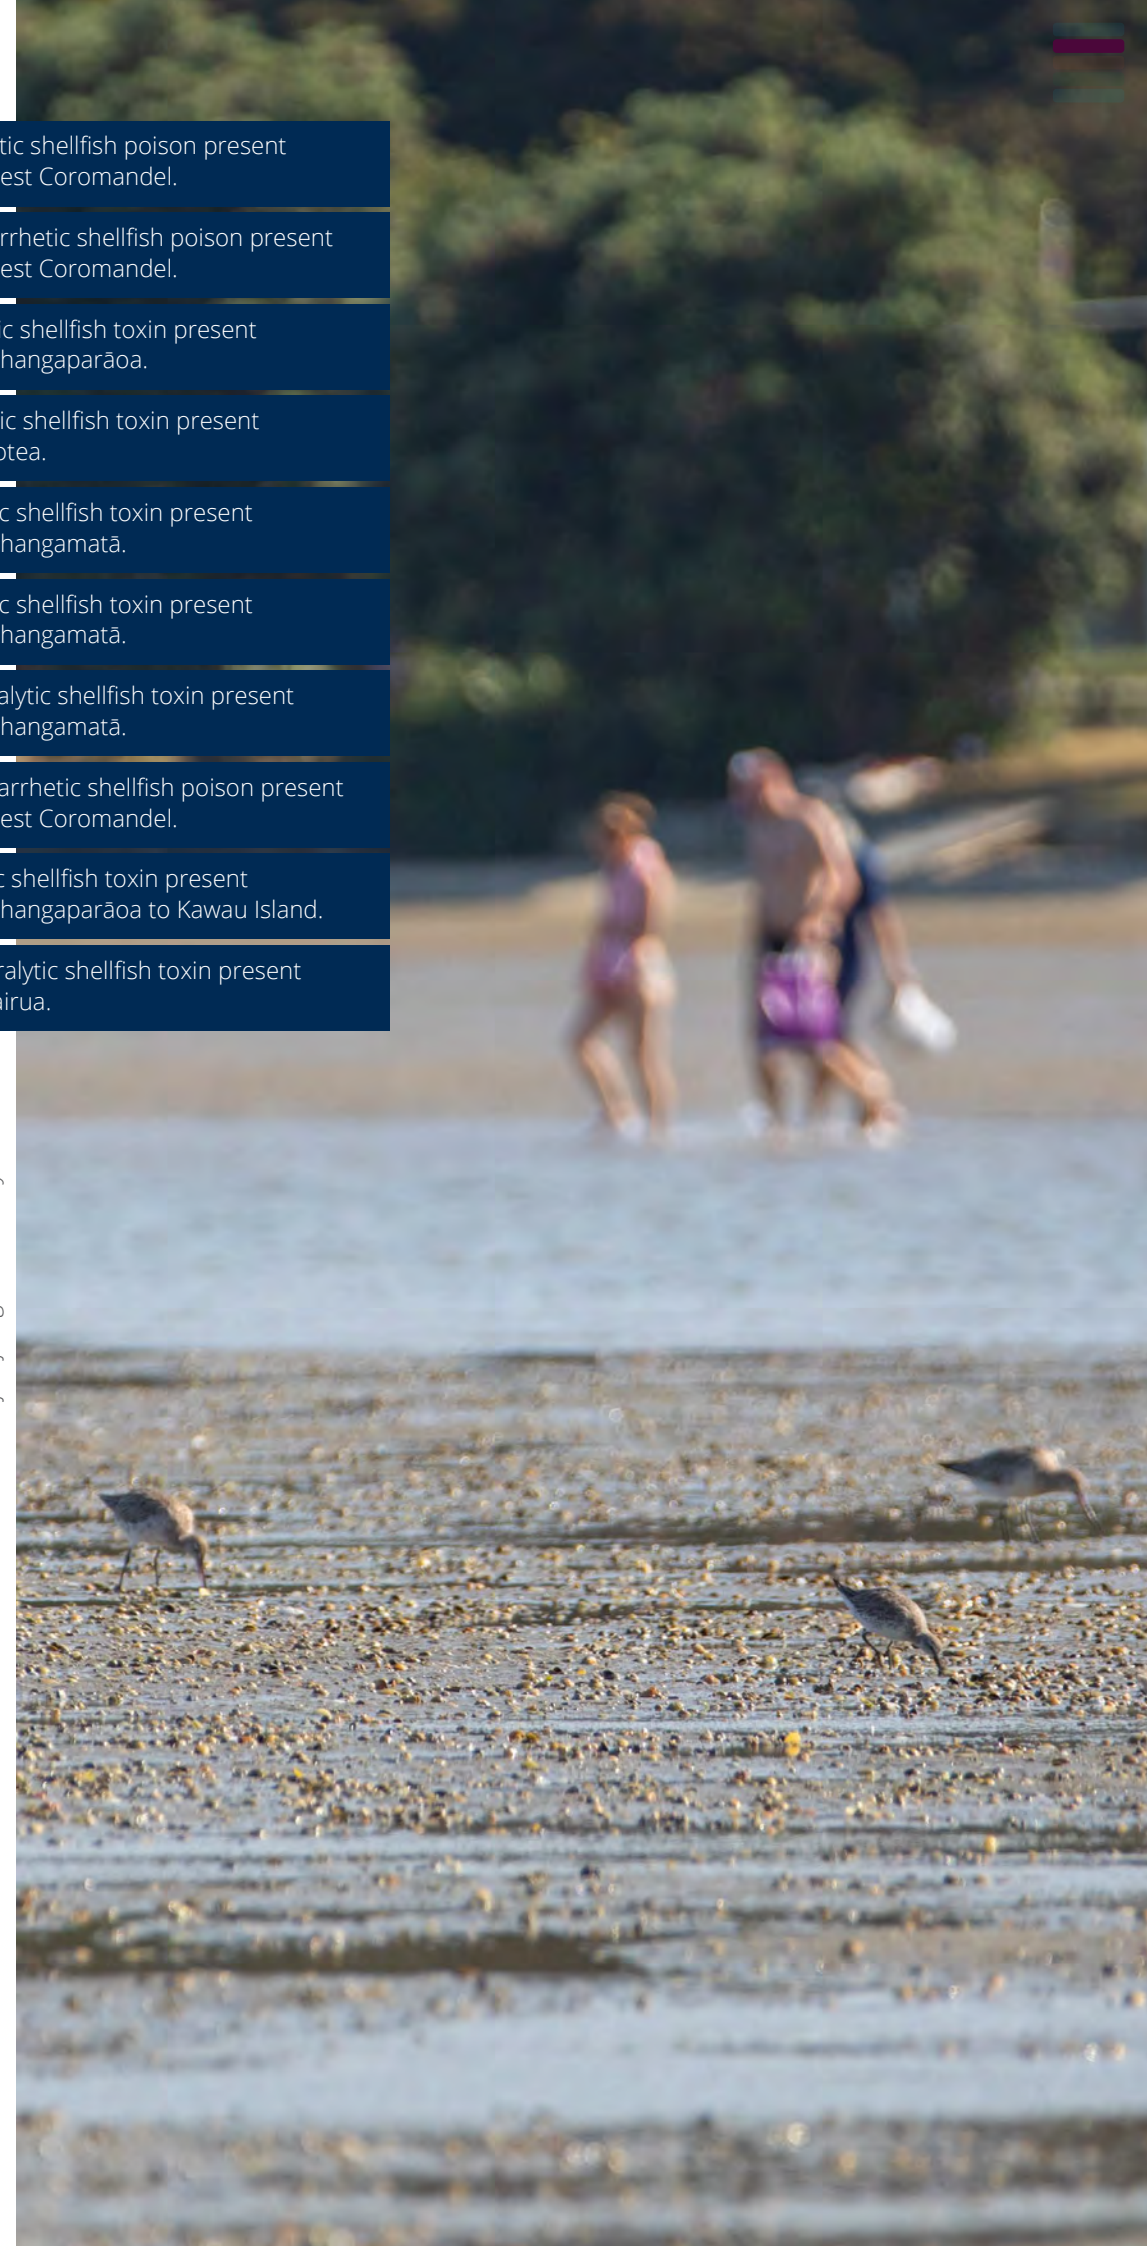 tic shellfish poison present
est Coromandel.
rrhetic shellfish poison present
est Coromandel.
ic shellfish toxin present
hangaparāoa.
ic shellfish toxin present
otea.
c shellfish toxin present
hangamatā.
c shellfish toxin present
hangamatā.
alytic shellfish toxin present
hangamatā.
arrhetic shellfish poison present
est Coromandel.
c shellfish toxin present
hangaparāoa to Kawau Island.
ralytic shellfish toxin present
airua.